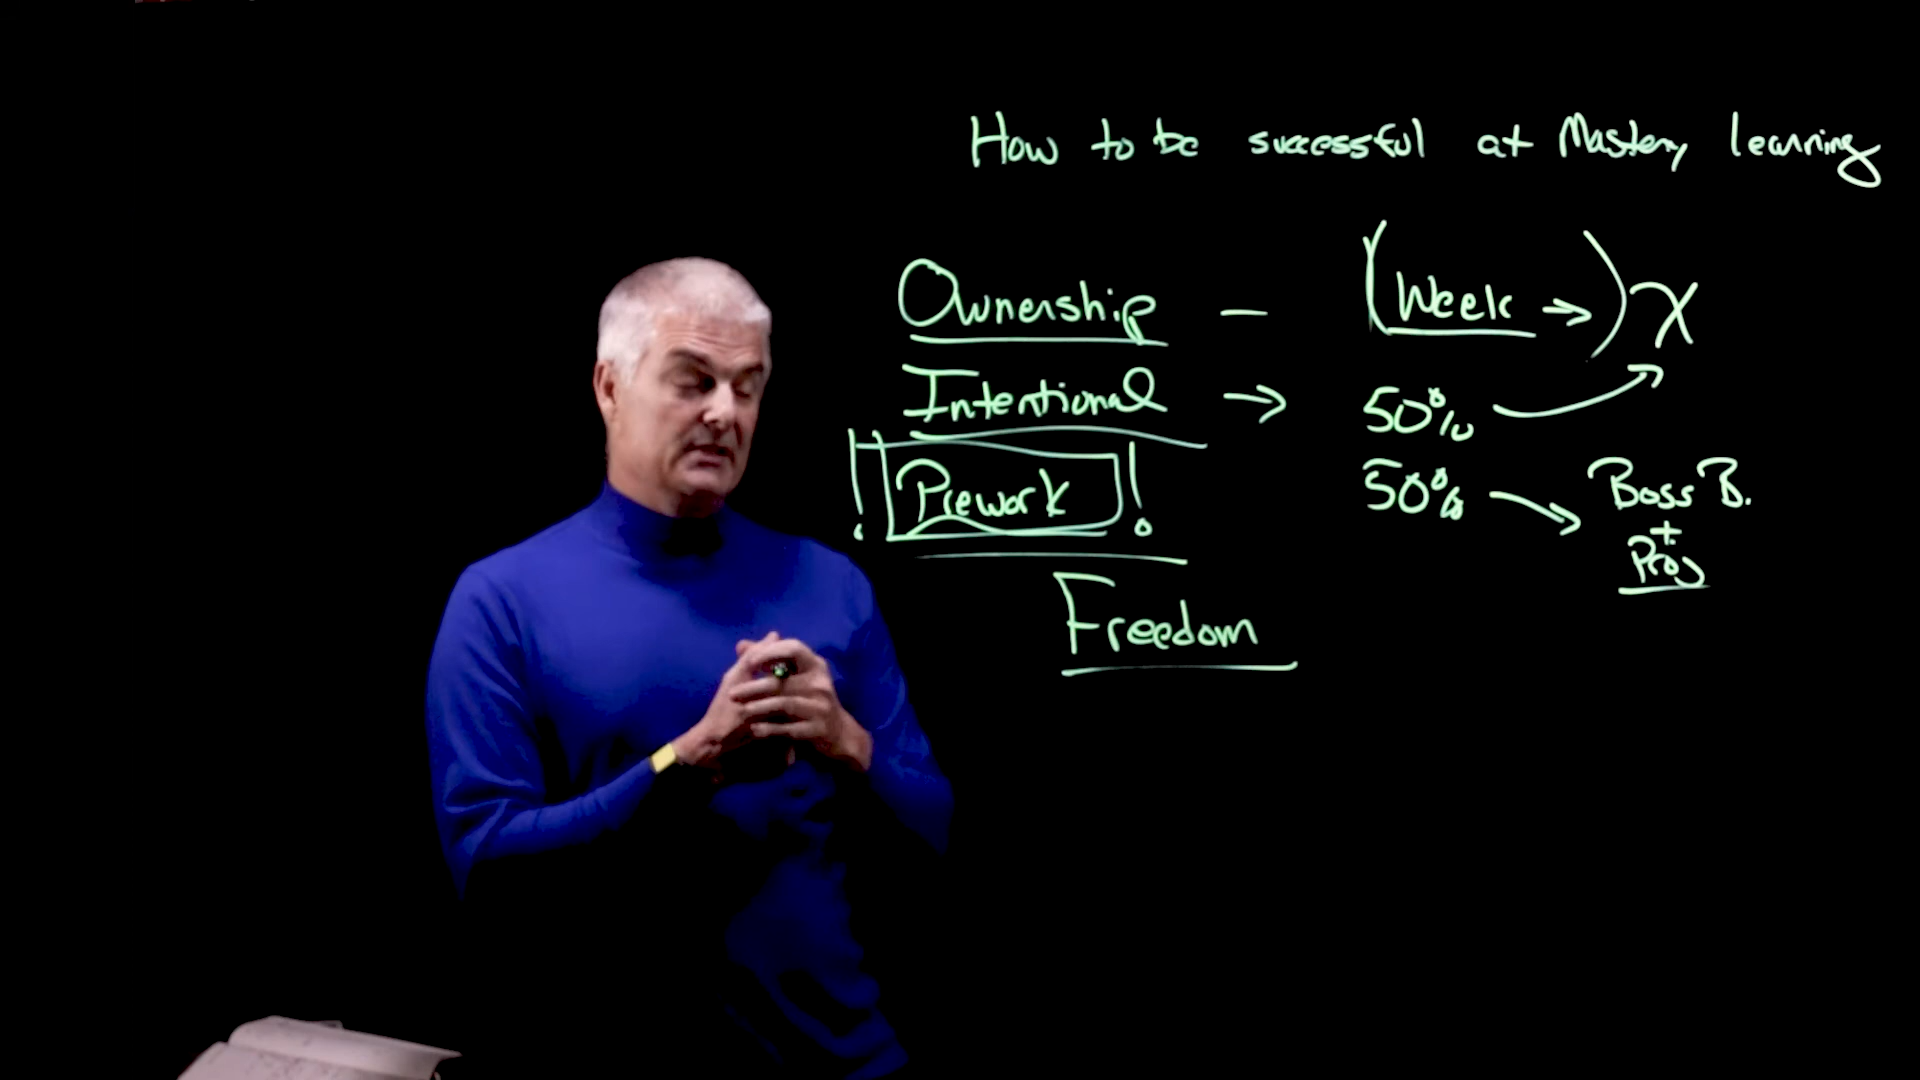 How to be successful at Mastery learning
Ownership — (Week →) X
Intentional → 50%
! Prework ! 50% → Boss B.
+
Proj
Freedom